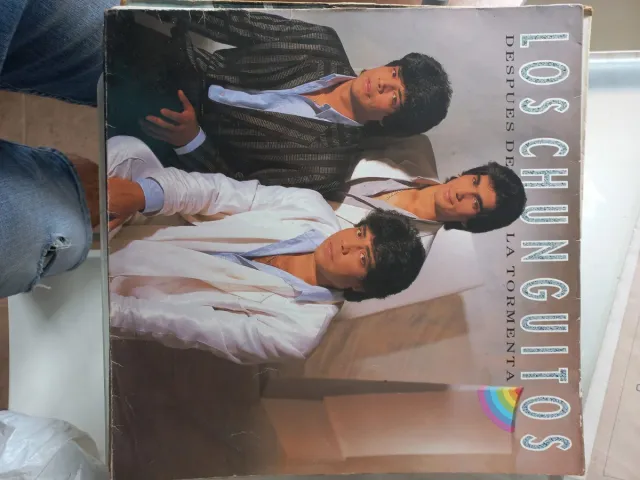 LOS CHUNGUITOS
DESPUES DE LA TORMENTA